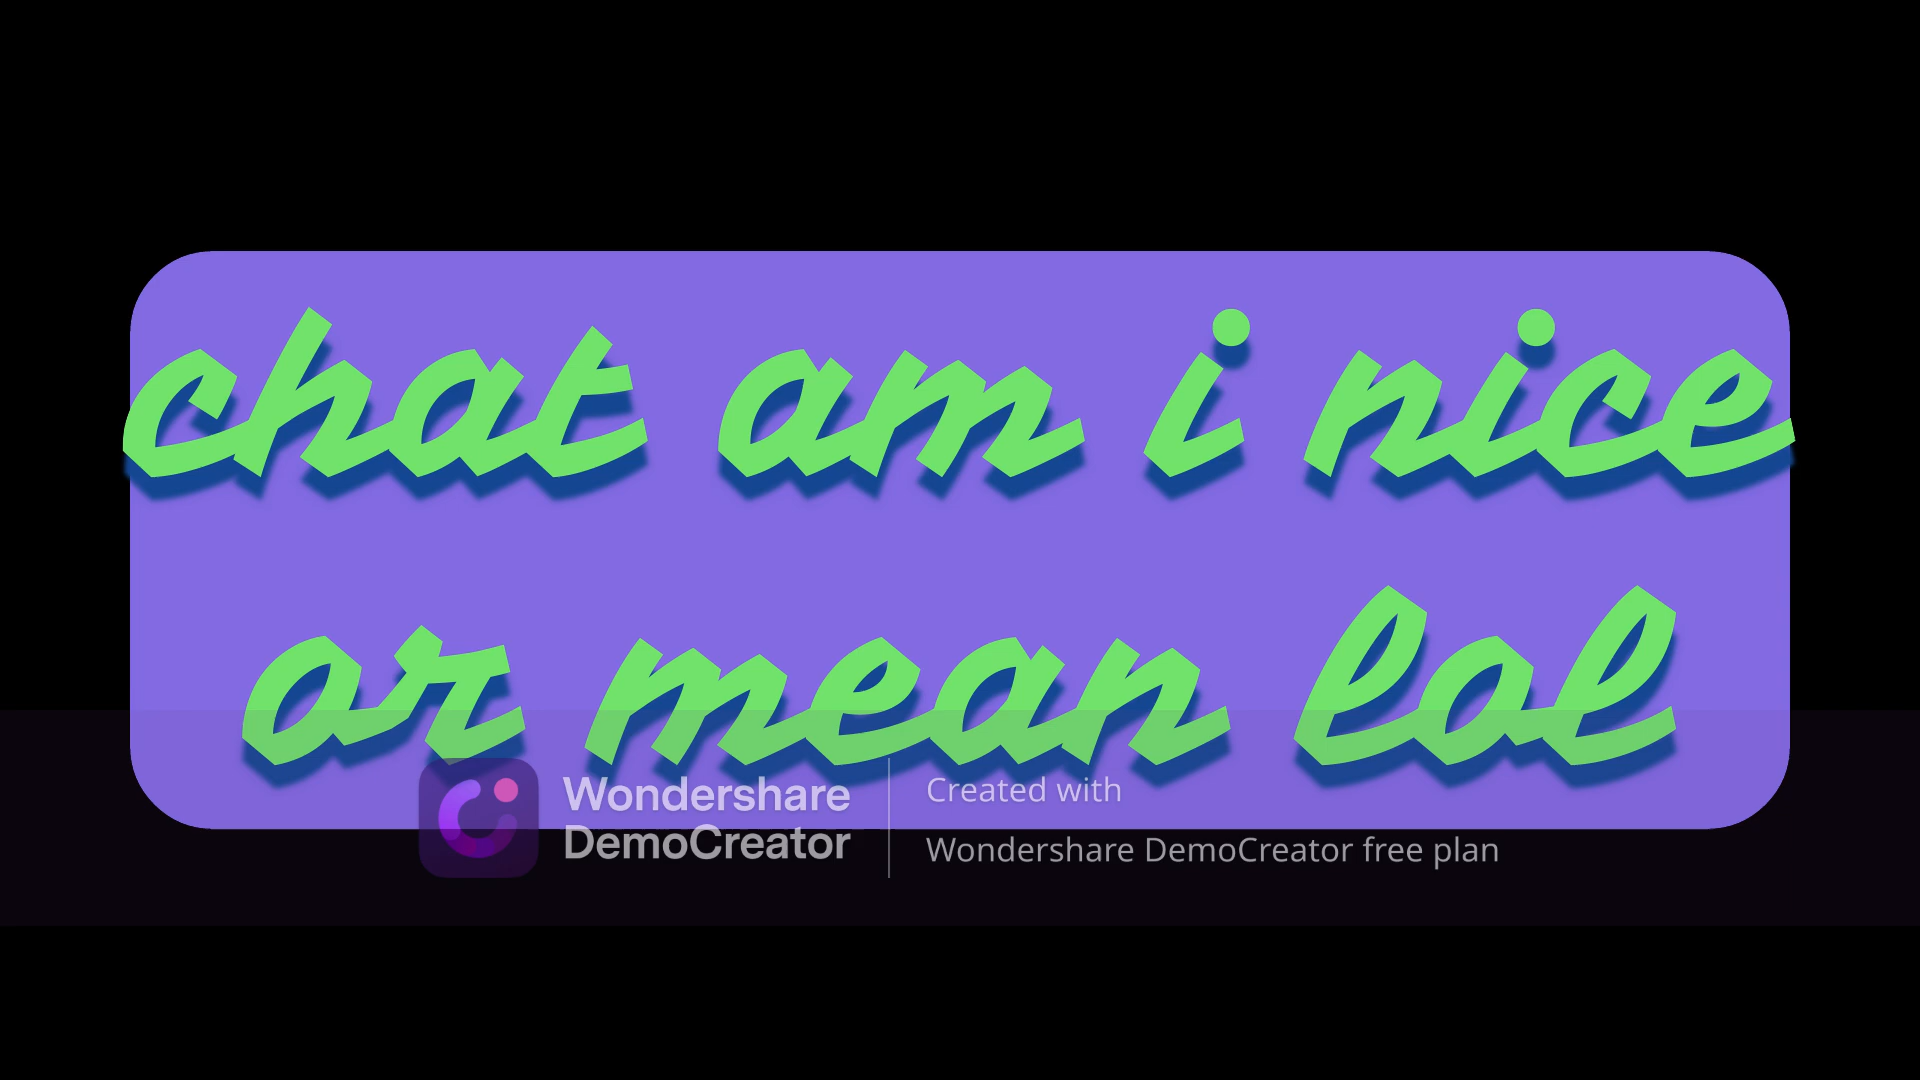 chat am i nice
or mean lol
Wondershare
DemoCreator
Created with
Wondershare DemoCreator free plan